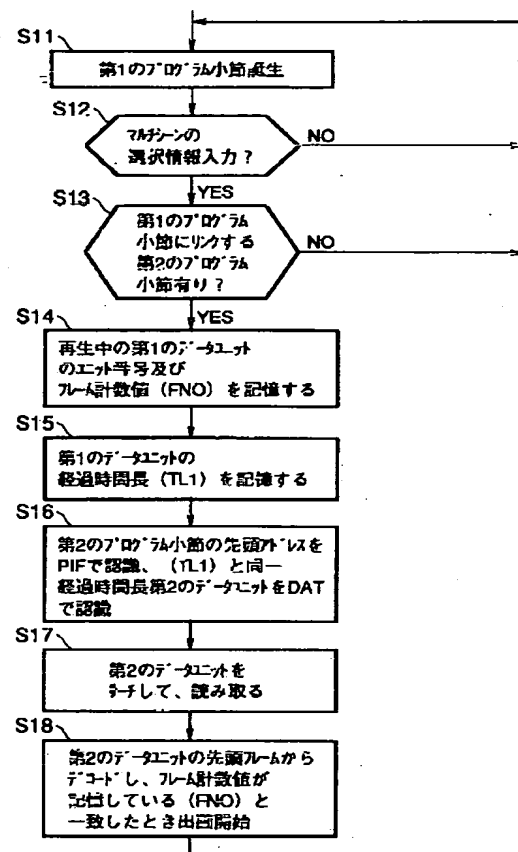 S11
第1のプログラム小節再生
S12
マルチシーンの
選択情報入力？
NO
YES
S13
第1のプログラム
小節にリンクする
第2のプログラム
小節有り？
NO
YES
S14
再生中の第1のデータユニット
のユニット番号及び
フレーム計数値（FNO）を記憶する
S15
第1のデータユニットの
経過時間長（TL1）を記憶する
S16
第2のプログラム小節の先頭アドレスを
PIFで認識、（TL1）と同一
経過時間長第2のデータユニットをDAT
で認識
S17
第2のデータユニットを
サーチして、読み取る
S18
第2のデータユニットの先頭フレームから
デコードし、フレーム計数値が
記憶している（FNO）と
一致したとき出画開始